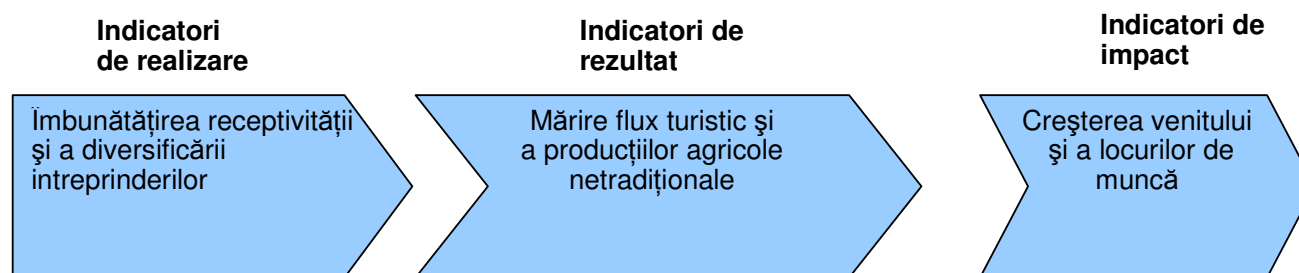 Indicatori
de realizare
Indicatori de
rezultat
Indicatori de
impact
Îmbunătățirea receptivității
şi a diversificării
intreprinderilor
Mărire flux turistic şi
a producțiilor agricole
netradiționale
Creşterea venitului
şi a locurilor de
muncă